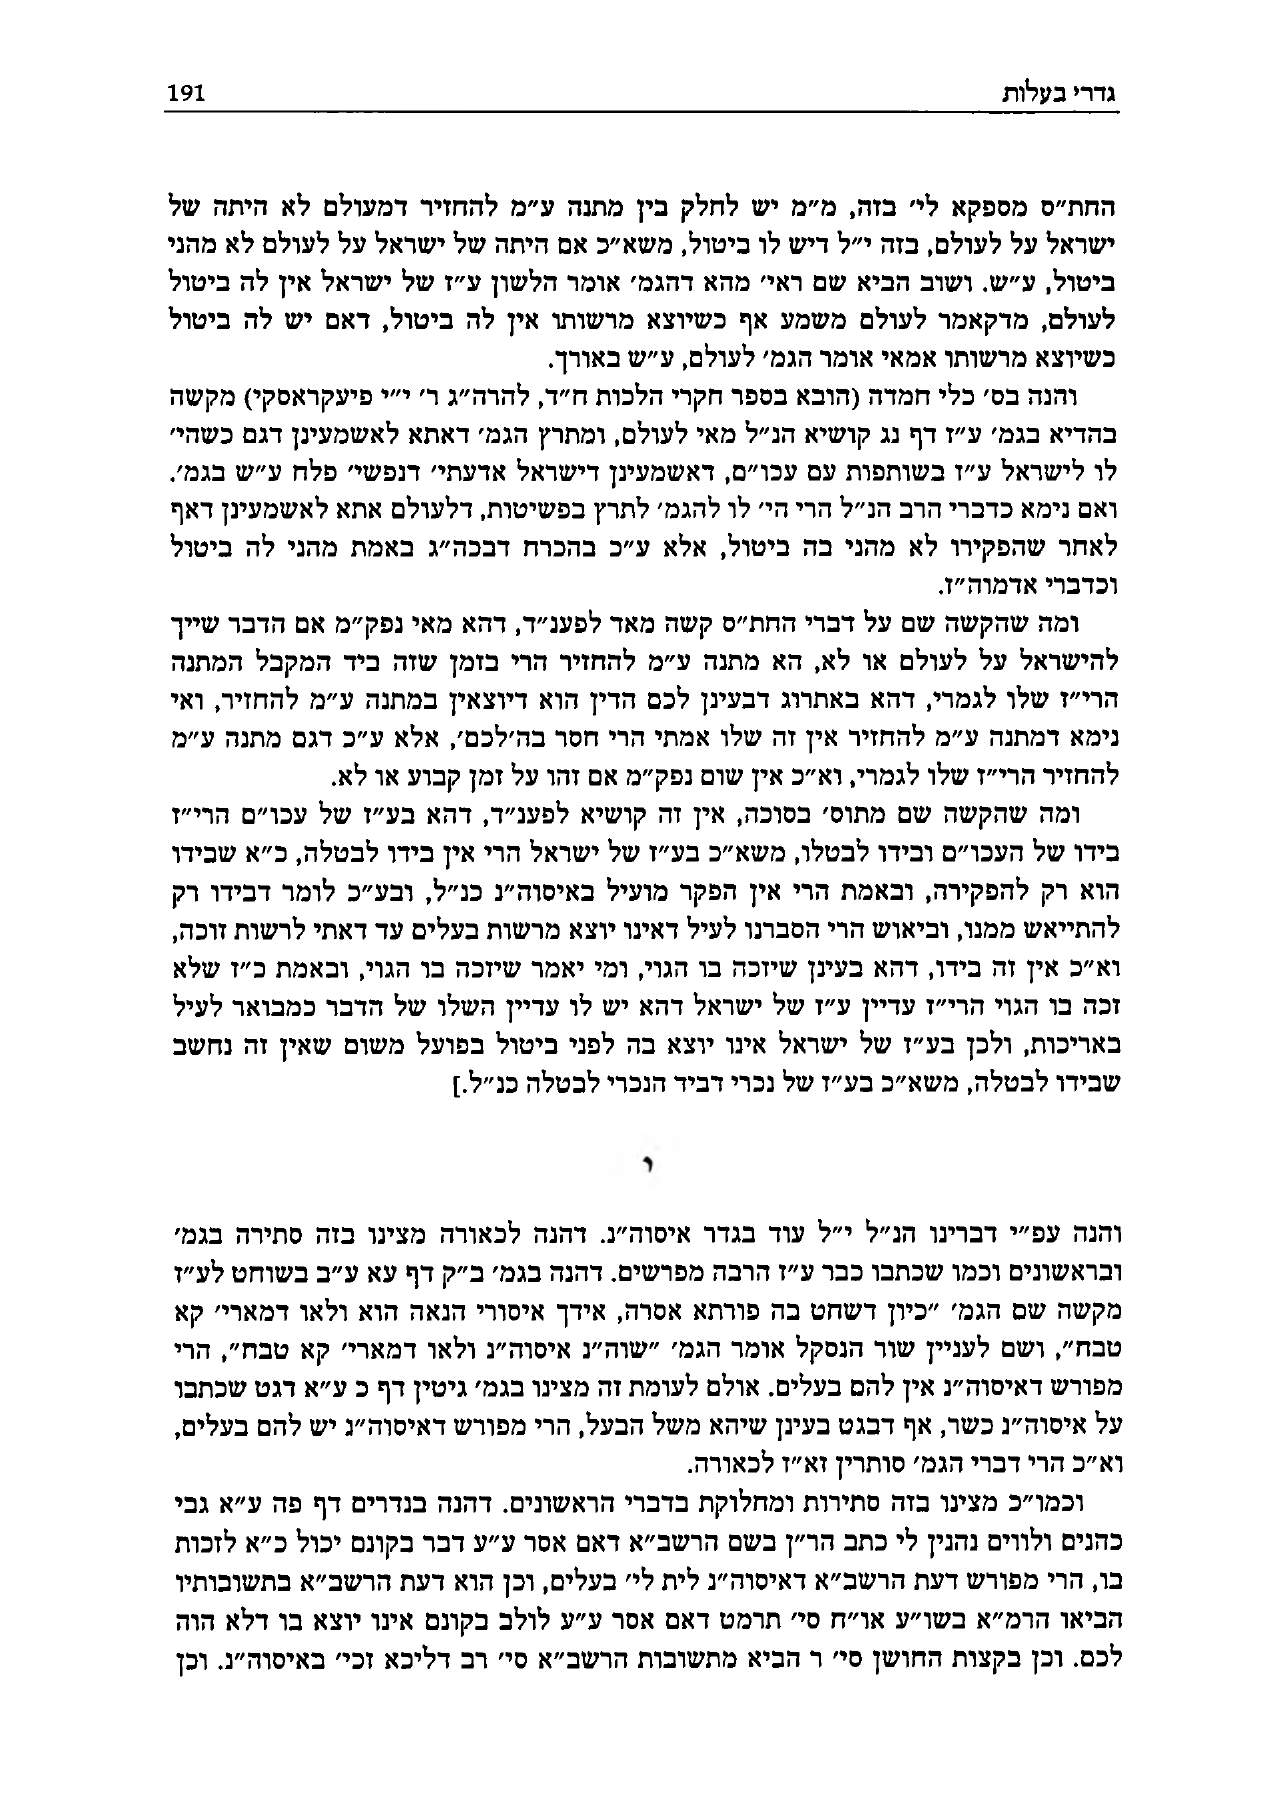 גדרי בעלות 191
החת״ס מספקא לי׳ בזה, מ״מ יש לחלק בין מתנה ע״מ להחזיר דמעולם לא היתה של
ישראל על לעולם, בזה י״ל דיש לו ביטול, משא״כ אם היתה של ישראל על לעולם לא מהני
ביטול, ע״ש. ושוב הביא שם ראי׳ מהא דהגמ׳ אומר הלשון ע״ז של ישראל אין לה ביטול
לעולם, מדקאמר לעולם משמע אף כשיוצא מרשותו אין לה ביטול, דאם יש לה ביטול
כשיוצא מרשותו אמאי אומר הגמ׳ לעולם, ע״ש באורך.
והנה בס׳ כלי חמדה (הובא בספר חקרי הלכות ח״ד, להרה״ג ר׳ י״י פיעקראסקי) מקשה
בהדיא בגמ׳ ע״ז דף נג קושיא הנ״ל מאי לעולם, ומתרץ הגמ׳ דאתא לאשמעינן דגם כשהי׳
לו לישראל ע״ז בשותפות עם עכו״ם, דאשמעינן דישראל אדעתי׳ דנפשי׳ פלח ע״ש בגמ׳.
ואם נימא כדברי הרב הנ״ל הרי הי׳ לו להגמ׳ לתרץ בפשיטות, דלעולם אתא לאשמעינן דאף
לאחר שהפקירו לא מהני בה ביטול, אלא ע״כ בהכרח דבכה״ג באמת מהני לה ביטול
וכדברי אדמוה״ז.
ומה שהקשה שם על דברי החת״ס קשה מאד לפענ״ד, דהא מאי נפק״מ אם הדבר שייך
להישראל על לעולם או לא, הא מתנה ע״מ להחזיר הרי בזמן שזה ביד המקבל המתנה
הרי״ז שלו לגמרי, דהא באתרוג דבעינן לכם הדין הוא דיוצאין במתנה ע״מ להחזיר, ואי
נימא דמתנה ע״מ להחזיר אין זה שלו אמתי הרי חסר בה׳לכם׳, אלא ע״כ דגם מתנה ע״מ
להחזיר הרי״ז שלו לגמרי, וא״כ אין שום נפק״מ אם זהו על זמן קבוע או לא.
ומה שהקשה שם מתוס׳ בסוכה, אין זה קושיא לפענ״ד, דהא בע״ז של עכו״ם הרי״ז
בידו של העכו״ם ובידו לבטלו, משא״כ בע״ז של ישראל הרי אין בידו לבטלה, כ״א שבידו
הוא רק להפקירה, ובאמת הרי אין הפקר מועיל באיסוה״נ כנ״ל, ובע״כ לומר דבידו רק
להתייאש ממנו, וביאוש הרי הסברנו לעיל דאינו יוצא מרשות בעלים עד דאתי לרשות זוכה,
וא״כ אין זה בידו, דהא בעינן שיזכה בו הגוי, ומי יאמר שיזכה בו הגוי, ובאמת כ״ז שלא
זכה בו הגוי הרי״ז עדיין ע״ז של ישראל דהא יש לו עדיין השלו של הדבר כמבואר לעיל
באריכות, ולכן בע״ז של ישראל אינו יוצא בה לפני ביטול בפועל משום שאין זה נחשב
שבידו לבטלה, משא״כ בע״ז של נכרי דביד הנכרי לבטלה כנ״ל.]
י
והנה עפ״י דברינו הנ״ל י״ל עוד בגדר איסוה״נ. דהנה לכאורה מצינו בזה סתירה בגמ׳
ובראשונים וכמו שכתבו כבר ע״ז הרבה מפרשים. דהנה בגמ׳ ב״ק דף עא ע״ב בשוחט לע״ז
מקשה שם הגמ׳ ״כיון דשחט בה פורתא אסרה, אידך איסורי הנאה הוא ולאו דמארי׳ קא
טבח״, ושם לעניין שור הנסקל אומר הגמ׳ ״שוה״נ איסוה״נ ולאו דמארי׳ קא טבח״, הרי
מפורש דאיסוה״נ אין להם בעלים. אולם לעומת זה מצינו בגמ׳ גיטין דף כ ע״א דגט שכתבו
על איסוה״נ כשר, אף דבגט בעינן שיהא משל הבעל, הרי מפורש דאיסוה״נ יש להם בעלים,
וא״כ הרי דברי הגמ׳ סותרין זא״ז לכאורה.
וכמו״כ מצינו בזה סתירות ומחלוקת בדברי הראשונים. דהנה בנדרים דף פה ע״א גבי
כהנים ולווים נהנין לי כתב הר״ן בשם הרשב״א דאם אסר ע״ע דבר בקונם יכול כ״א לזכות
בו, הרי מפורש דעת הרשב״א דאיסוה״נ לית לי׳ בעלים, וכן הוא דעת הרשב״א בתשובותיו
הביאו הרמ״א בשו״ע או״ח סי׳ תרמט דאם אסר ע״ע לולב בקונם אינו יוצא בו דלא הוה
לכם. וכן בקצות החושן סי׳ ר הביא מתשובות הרשב״א סי׳ רב דליכא זכי׳ באיסוה״נ. וכן